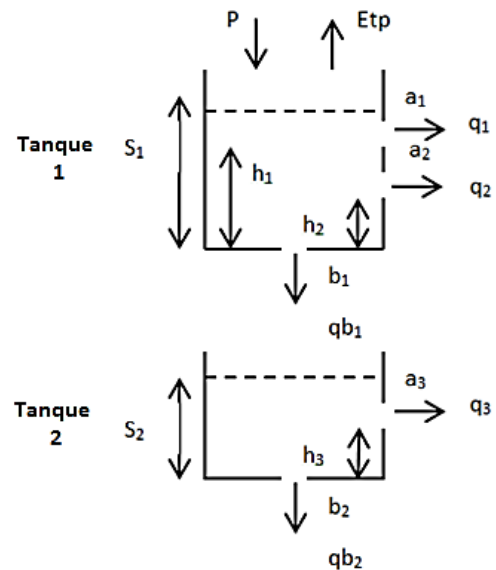 P Etp
a₁
Tanque 1 S₁ h₁ q₁
a₂
h₂ q₂
b₁
qb₁
Tanque 2 S₂ a₃ q₃
h₃
b₂
qb₂